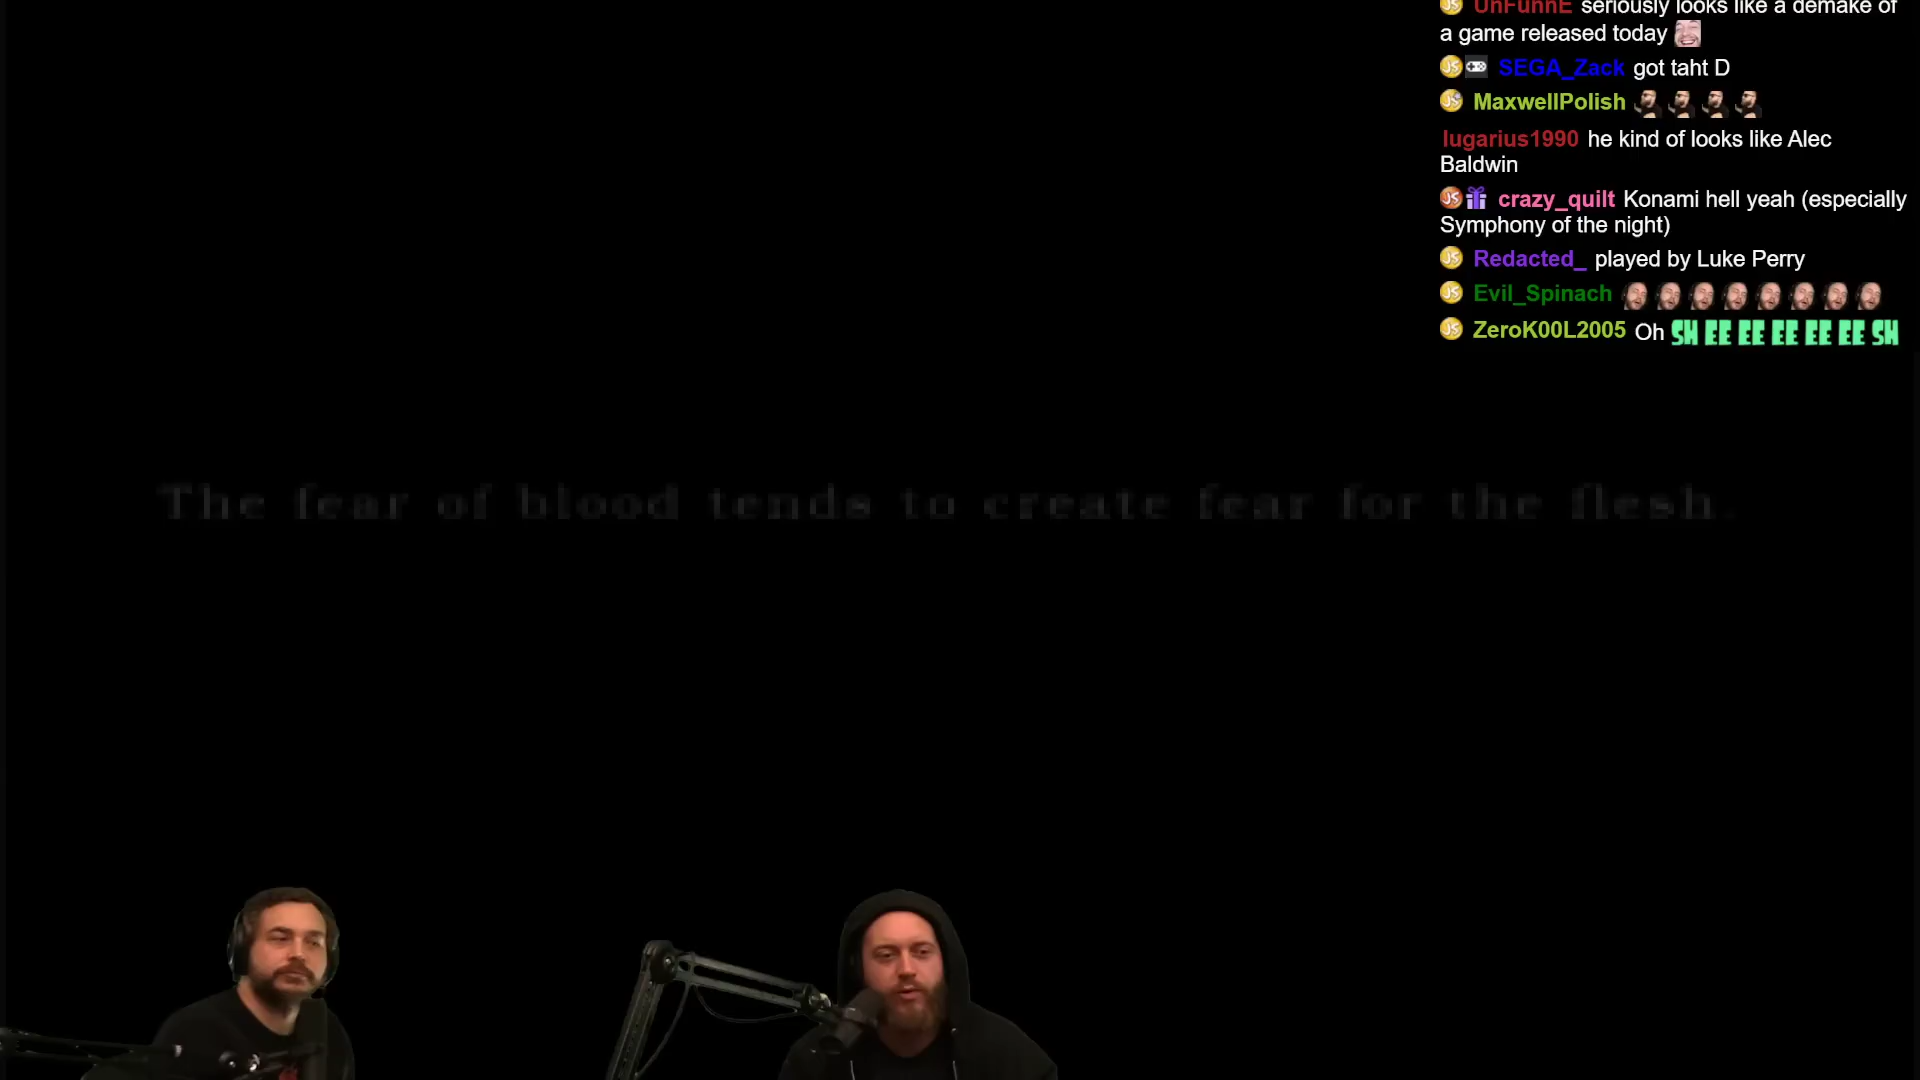 UnFunnE seriously looks like a demake of
a game released today
SEGA_Zack got taht D
MaxwellPolish
lugarius1990 he kind of looks like Alec
Baldwin
crazy_quilt Konami hell yeah (especially
Symphony of the night)
Redacted_ played by Luke Perry
Evil_Spinach
ZeroK00L2005 Oh SH EE EE EE EE EE SH
The fear of blood tends to create fear for the flesh.